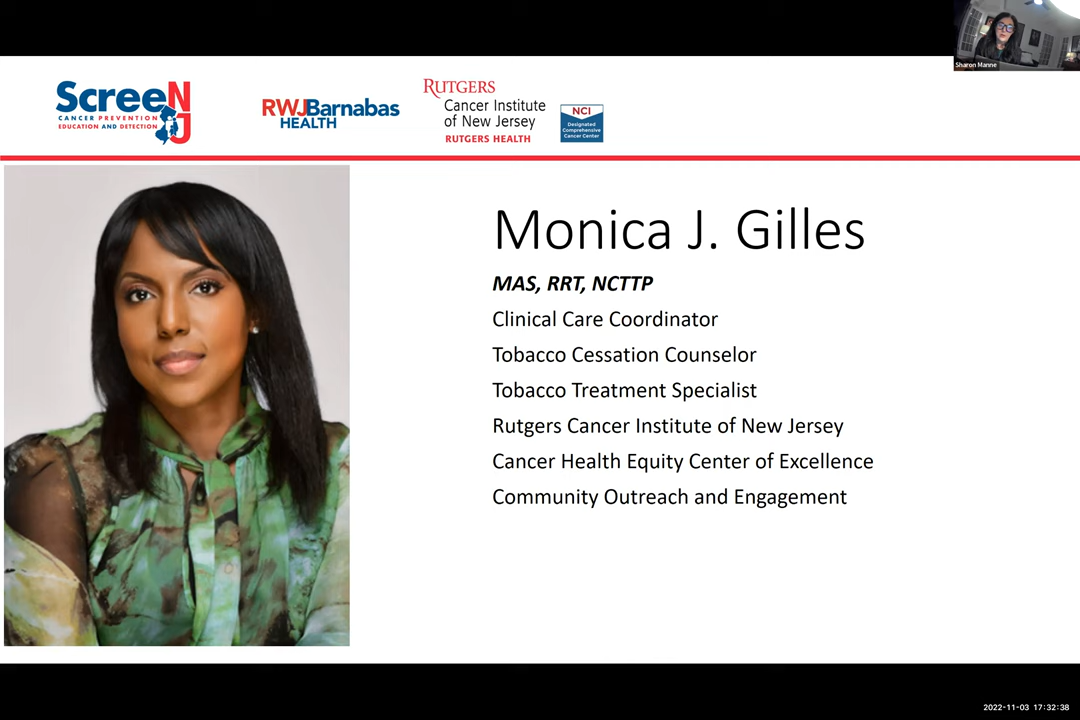 Sharon Manne
ScreeNJ
CANCER PREVENTION
EDUCATION AND DETECTION
RWJBarnabas
HEALTH
RUTGERS
Cancer Institute
of New Jersey
RUTGERS HEALTH
NCI
Designated
Comprehensive
Cancer Center
Monica J. Gilles
MAS, RRT, NCTTP
Clinical Care Coordinator
Tobacco Cessation Counselor
Tobacco Treatment Specialist
Rutgers Cancer Institute of New Jersey
Cancer Health Equity Center of Excellence
Community Outreach and Engagement
2022-11-03 17:32:38